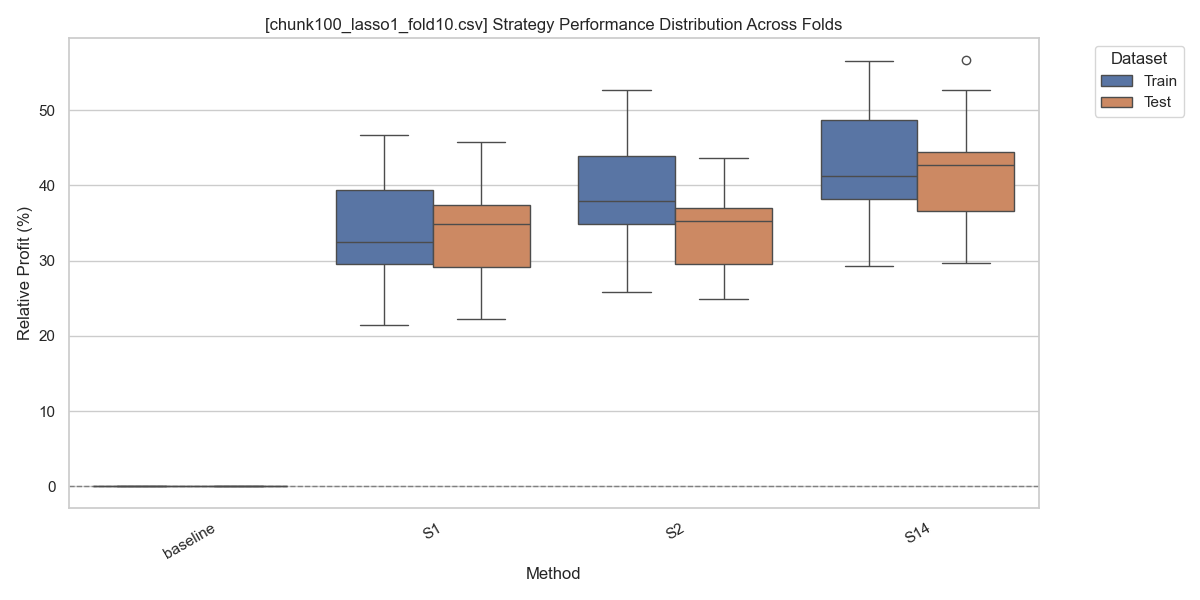 [chunk100_lasso1_fold10.csv] Strategy Performance Distribution Across Folds
Dataset
Train
Test
Relative Profit (%)
50
40
30
20
10
0
baseline
S1
S2
S14
Method